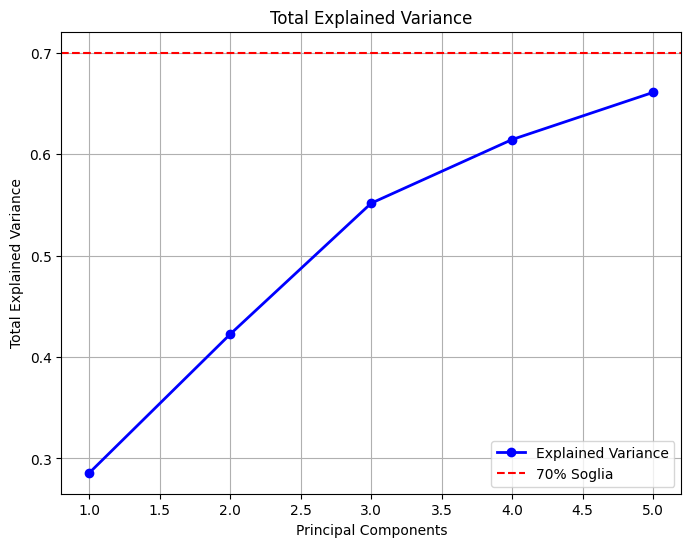 Total Explained Variance
Total Explained Variance
0.7
0.6
0.5
0.4
0.3
1.0 1.5 2.0 2.5 3.0 3.5 4.0 4.5 5.0
Principal Components
Explained Variance
70% Soglia